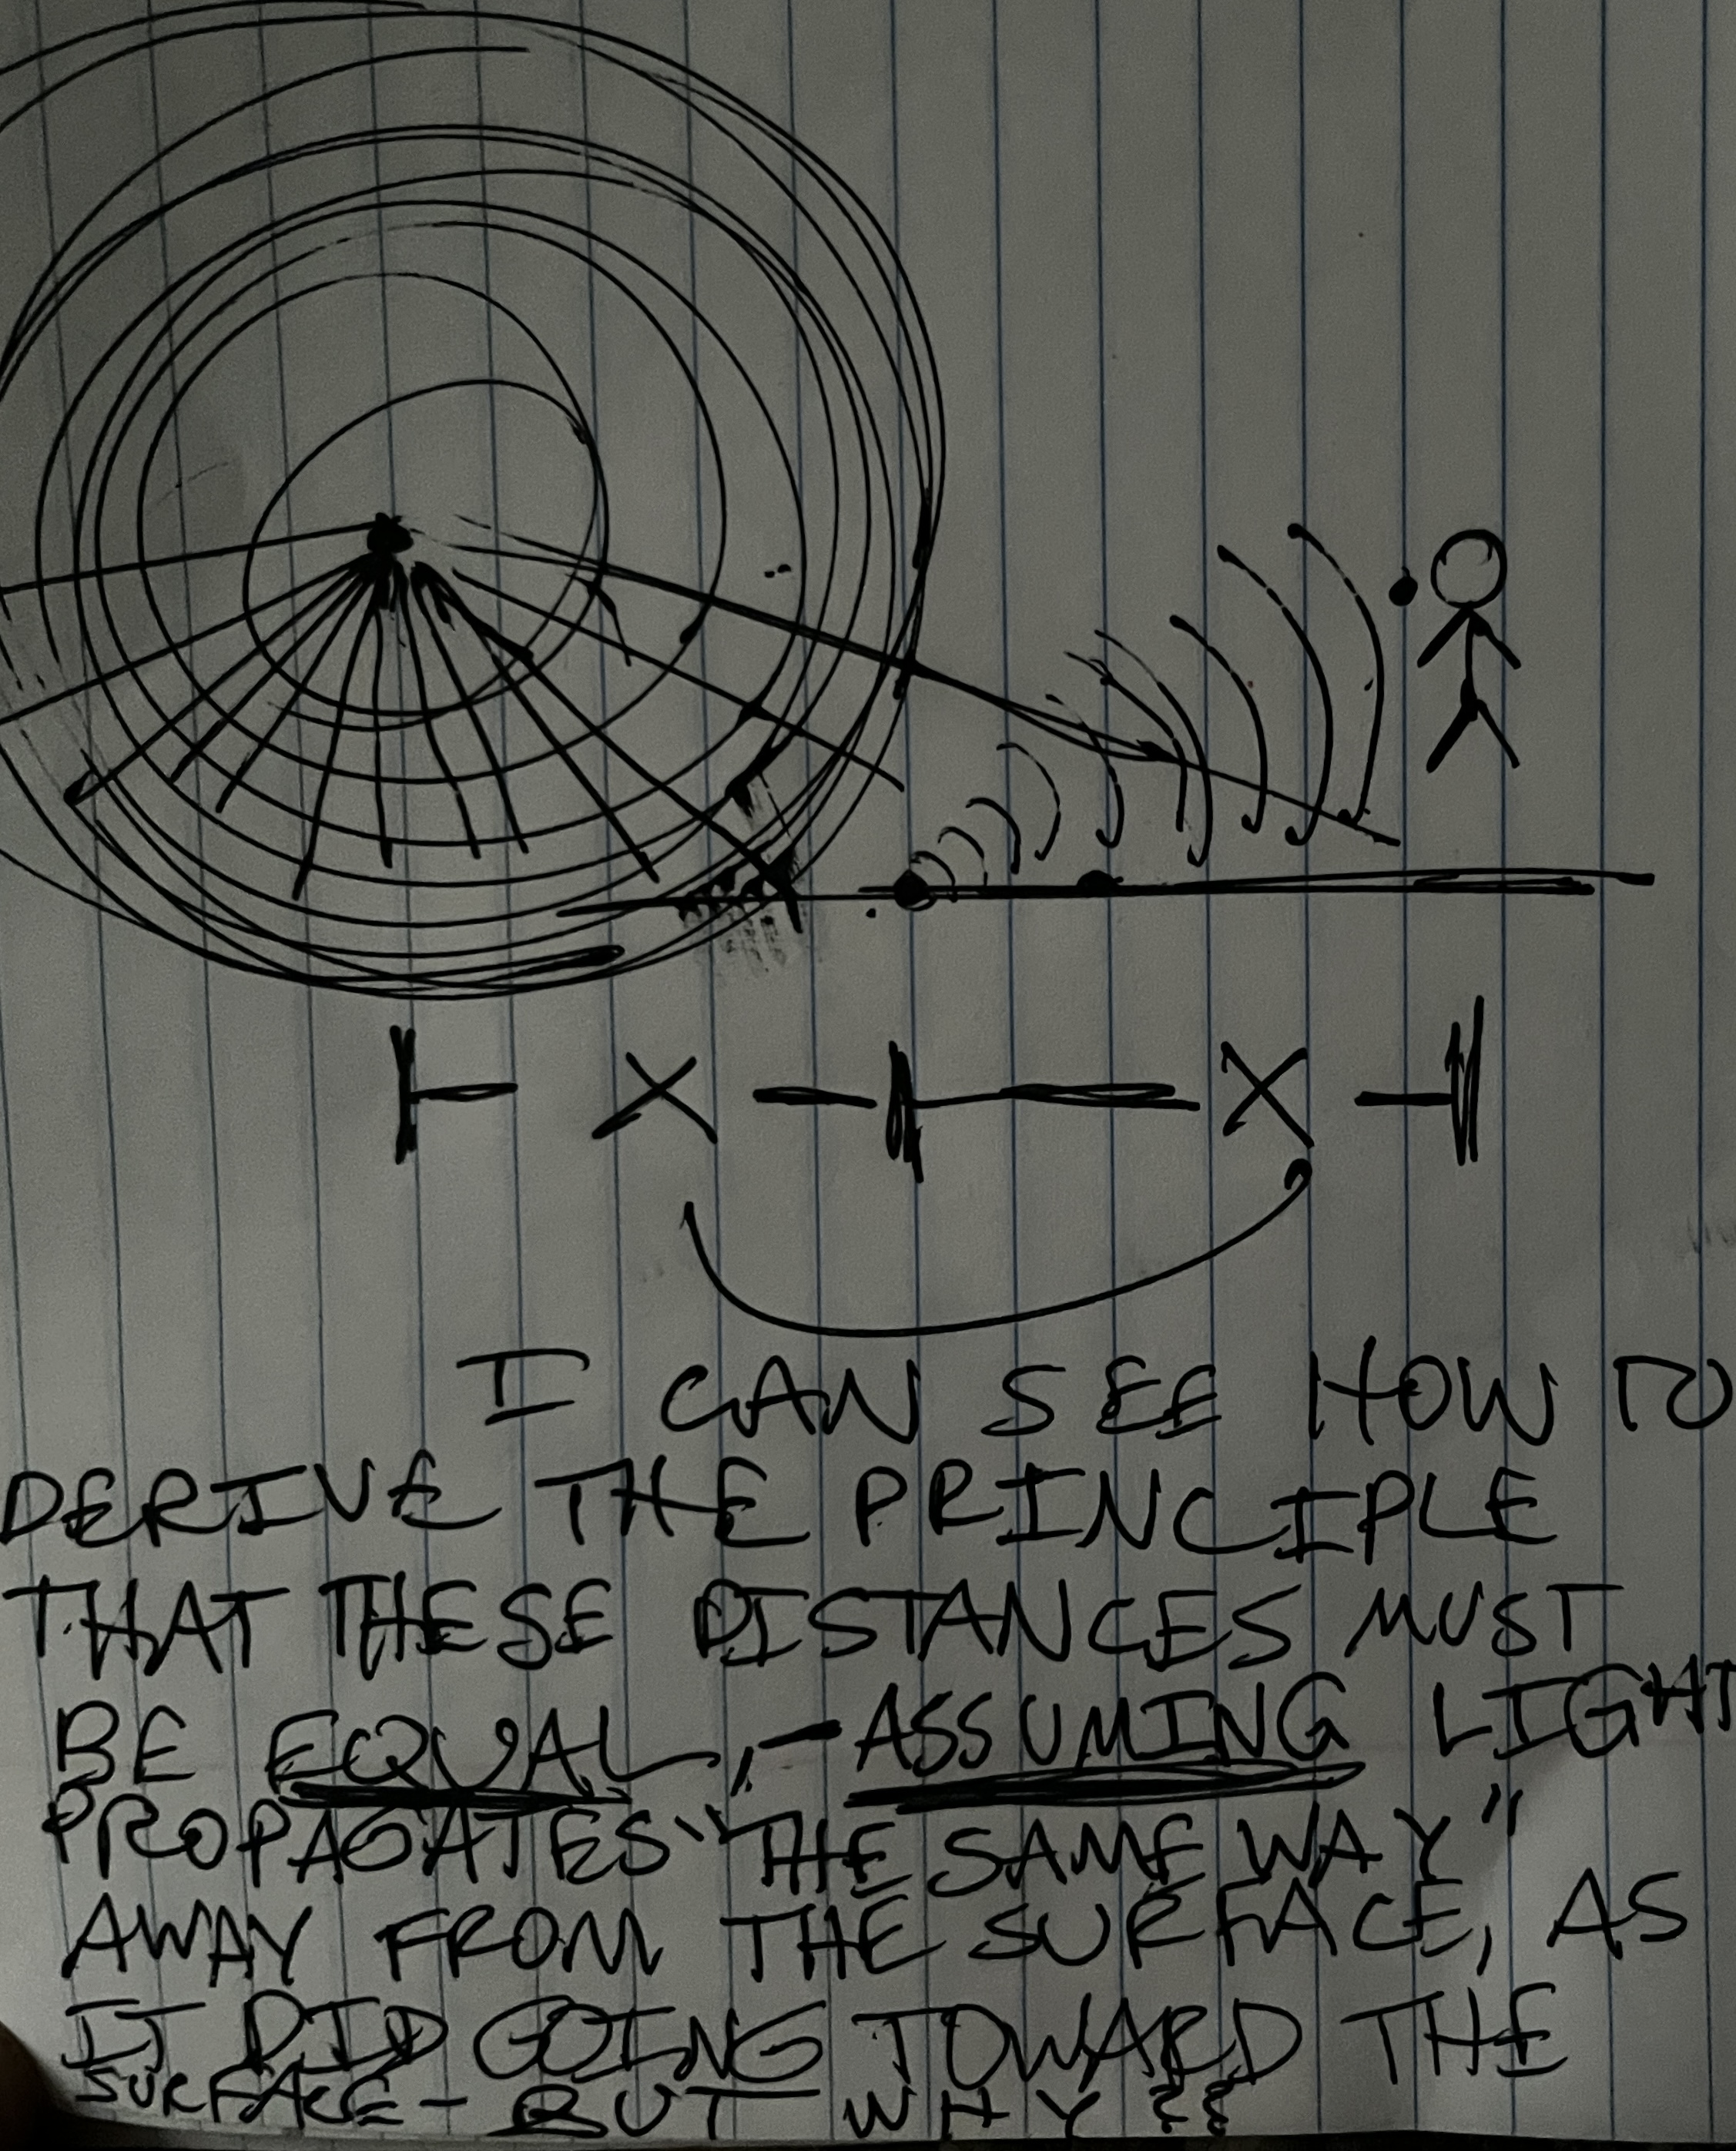 X X
I CAN SEE HOW TO
DERIVE THE PRINCIPLE
THAT THESE DISTANCES MUST
BE EQUAL, - ASSUMING LIGHT
PROPAGATES "THE SAME WAY"
AWAY FROM THE SURFACE, AS
IT DID GOING TOWARD THE
SURFACE - BUT WHY??